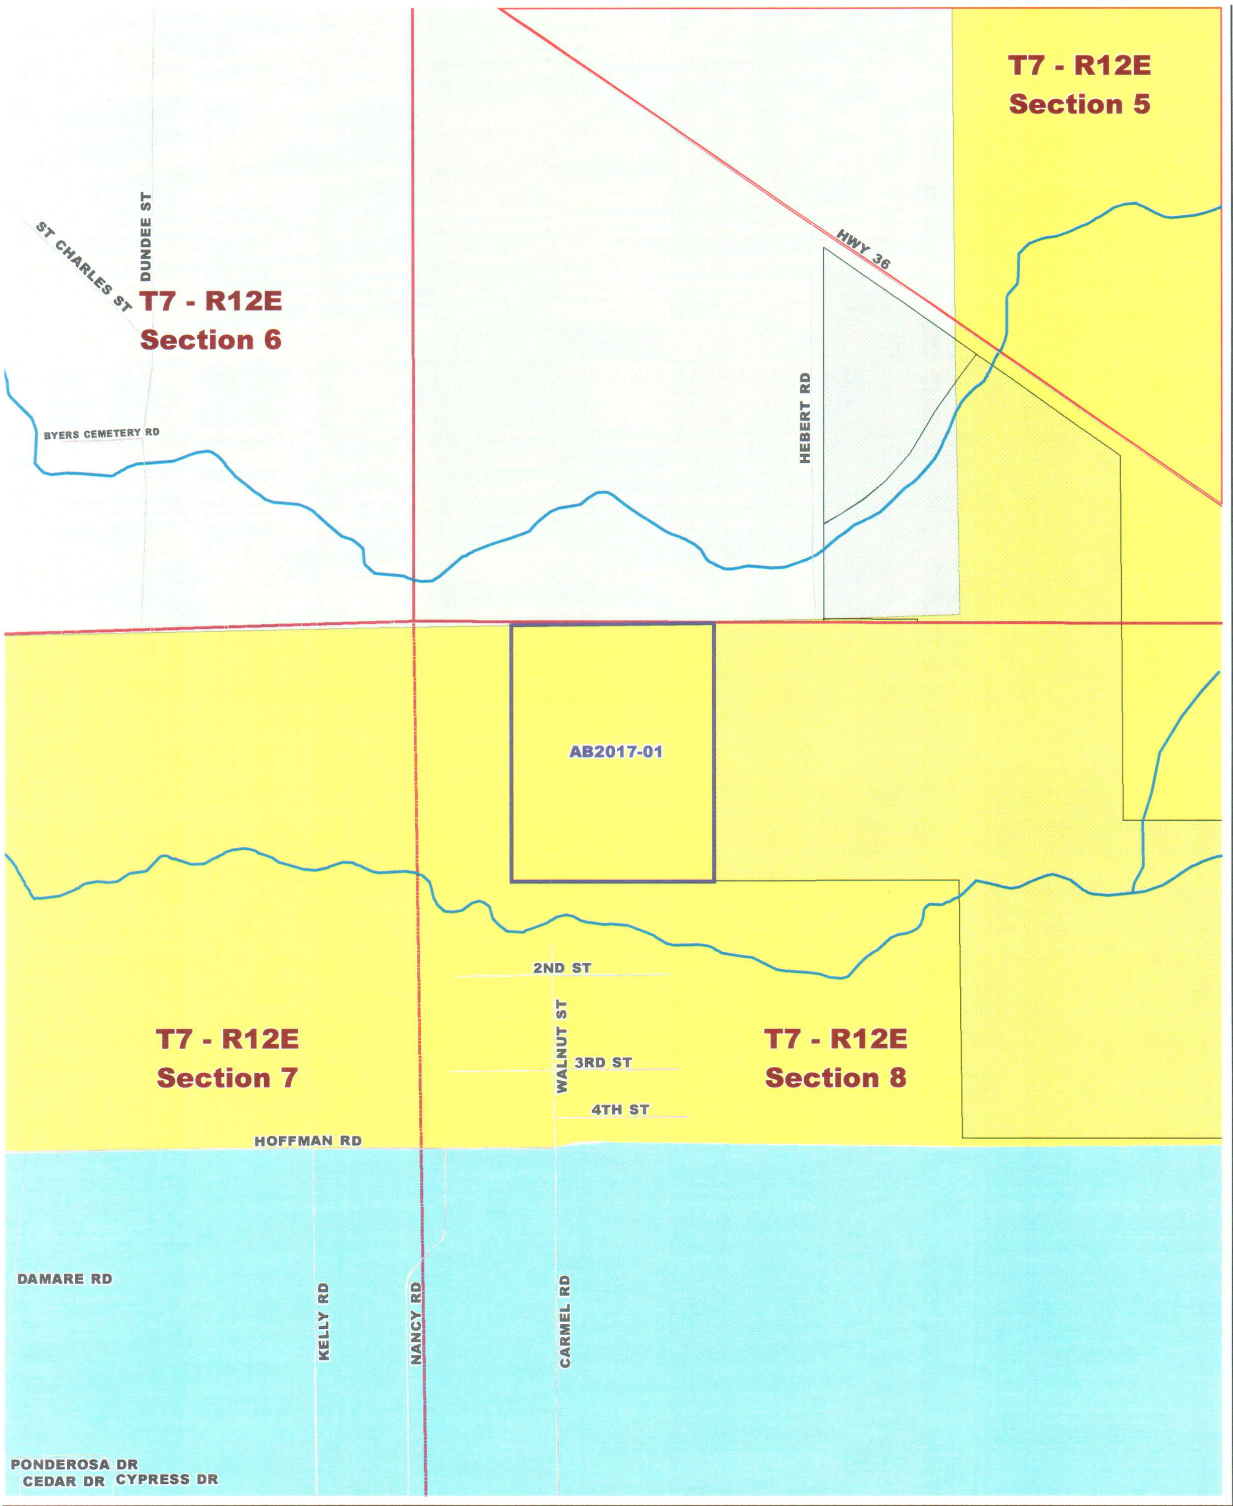 T7 - R12E
Section 5
DUNDEE ST
ST CHARLES ST
HWY 36
T7 - R12E
Section 6
HEBERT RD
BYERS CEMETERY RD
AB2017-01
2ND ST
WALNUT ST
T7 - R12E
Section 7
T7 - R12E
Section 8
3RD ST
4TH ST
HOFFMAN RD
DAMARE RD
KELLY RD
NANCY RD
CARMEL RD
PONDEROSA DR
CEDAR DR
CYPRESS DR